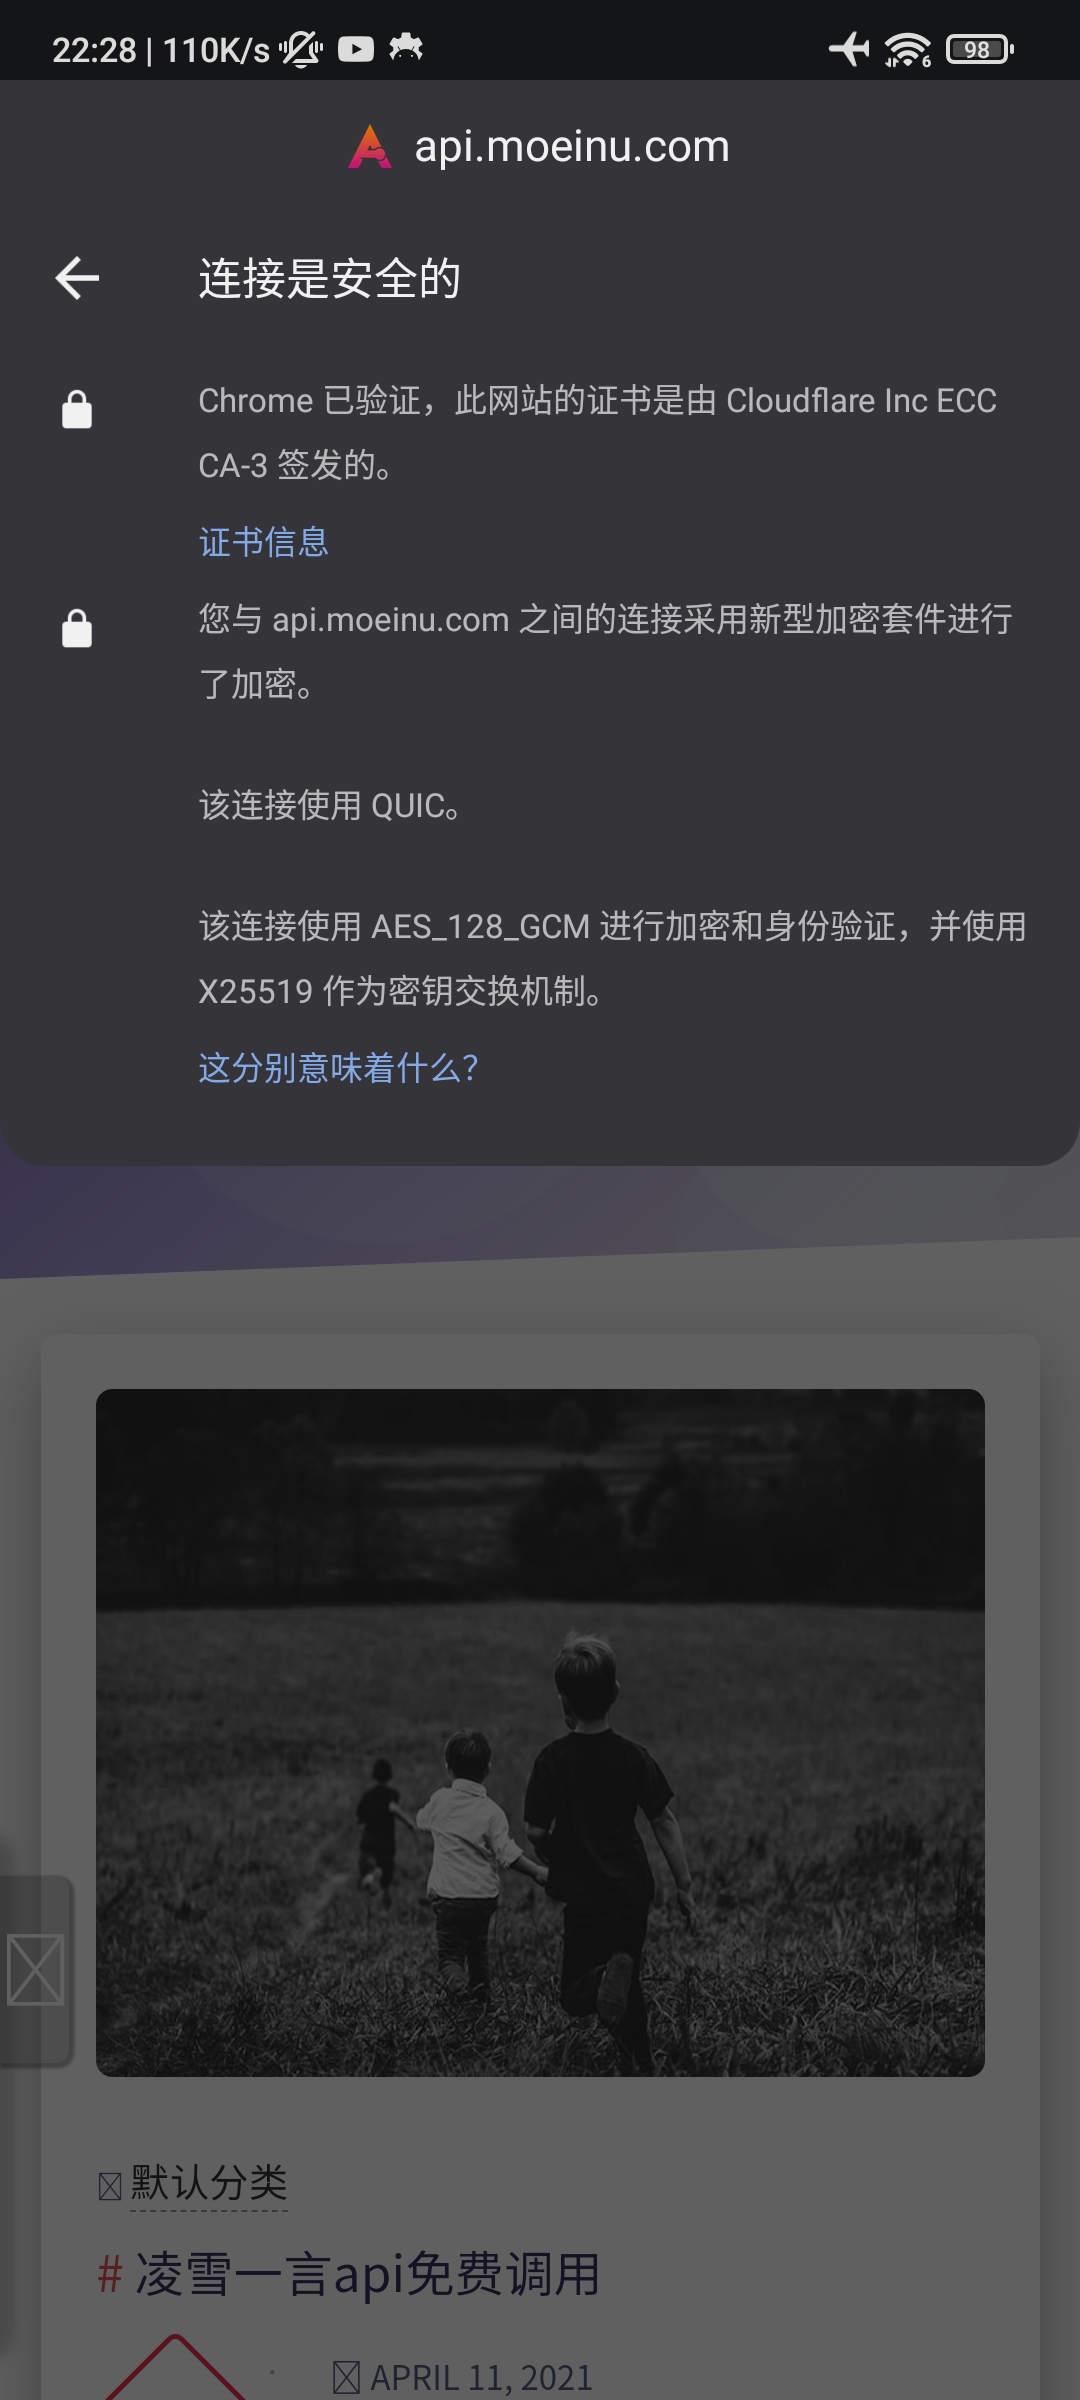 22:28 | 110K/s
98
api.moeinu.com
连接是安全的
Chrome 已验证，此网站的证书是由 Cloudflare Inc ECC
CA-3 签发的。
证书信息
您与 api.moeinu.com 之间的连接采用新型加密套件进行
了加密。
该连接使用 QUIC。
该连接使用 AES_128_GCM 进行加密和身份验证，并使用
X25519 作为密钥交换机制。
这分别意味着什么？
默认分类
# 凌雪一言api免费调用
APRIL 11, 2021